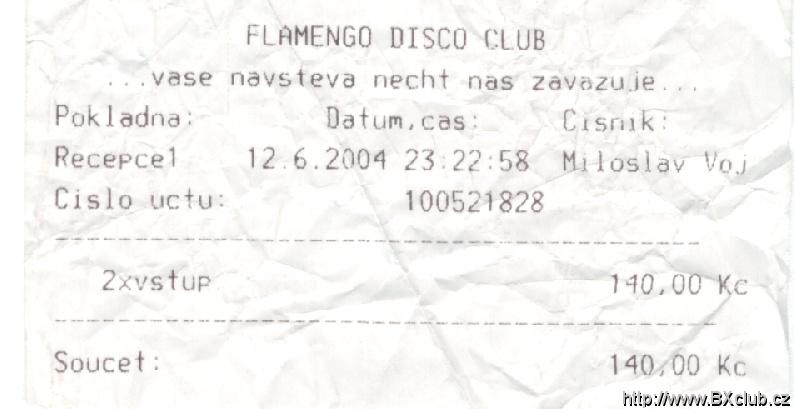 FLAMENGO DISCO CLUB
...vase navsteva necht nas zavazuje...
Pokladna: Datum,cas: Cisnik:
Recepce1 12.6.2004 23:22:58 Miloslav Voj
Cislo uctu: 100521828
2xvstup 140,00 Kc
Soucet: 140,00 Kc
http://www.BXclub.cz